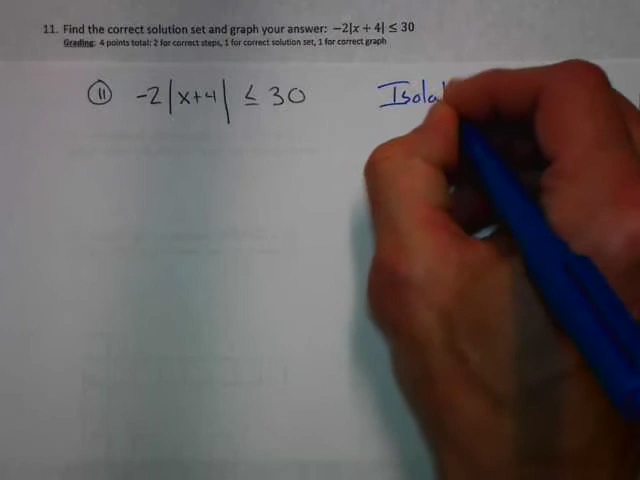 11. Find the correct solution set and graph your answer: −2|x + 4| ≤ 30
Grading: 4 points total: 2 for correct steps, 1 for correct solution set, 1 for correct graph
⑪ -2|x+4| ≤ 30
Isola